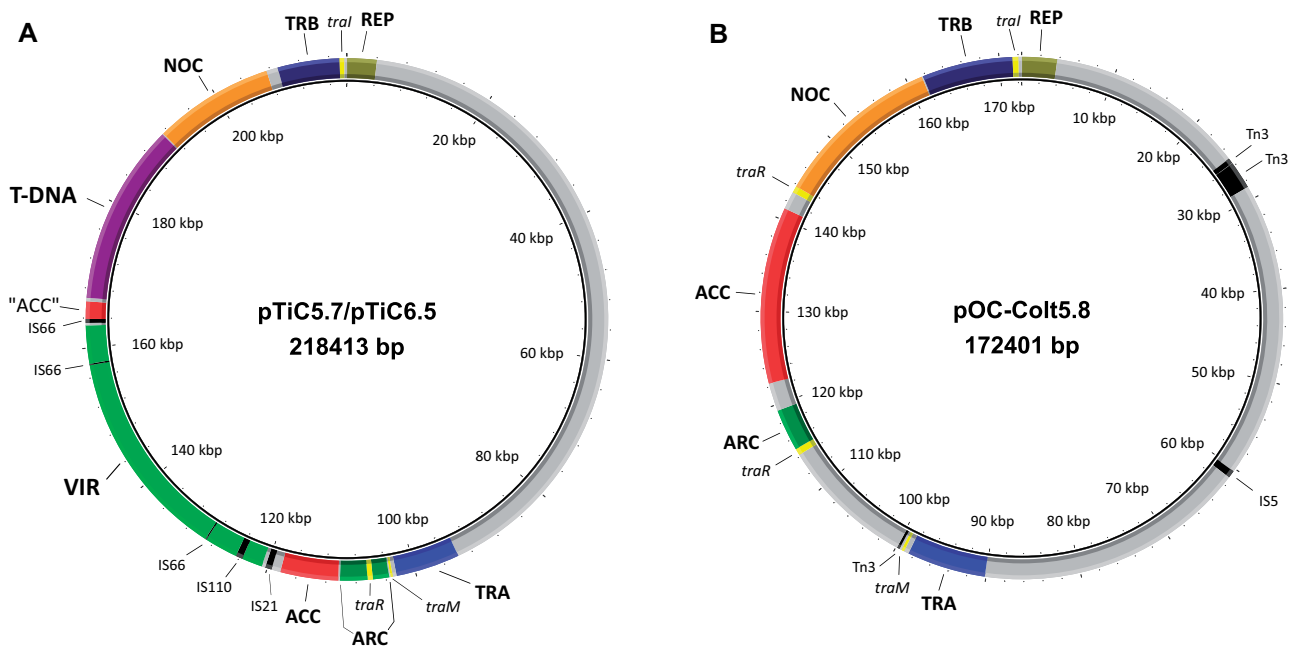 A
TRB
traI
REP
NOC
T-DNA
"ACC"
IS66
IS66
VIR
IS66
IS110
IS21
ACC
ARC
traR
traM
TRA
20 kbp
40 kbp
60 kbp
80 kbp
100 kbp
120 kbp
140 kbp
160 kbp
180 kbp
200 kbp
pTiC5.7/pTiC6.5
218413 bp
B
TRB
traI
REP
NOC
traR
ACC
ARC
traR
Tn3
traM
TRA
IS5
Tn3
Tn3
10 kbp
20 kbp
30 kbp
40 kbp
50 kbp
60 kbp
70 kbp
80 kbp
90 kbp
100 kbp
110 kbp
120 kbp
130 kbp
140 kbp
150 kbp
160 kbp
170 kbp
pOC-Colt5.8
172401 bp